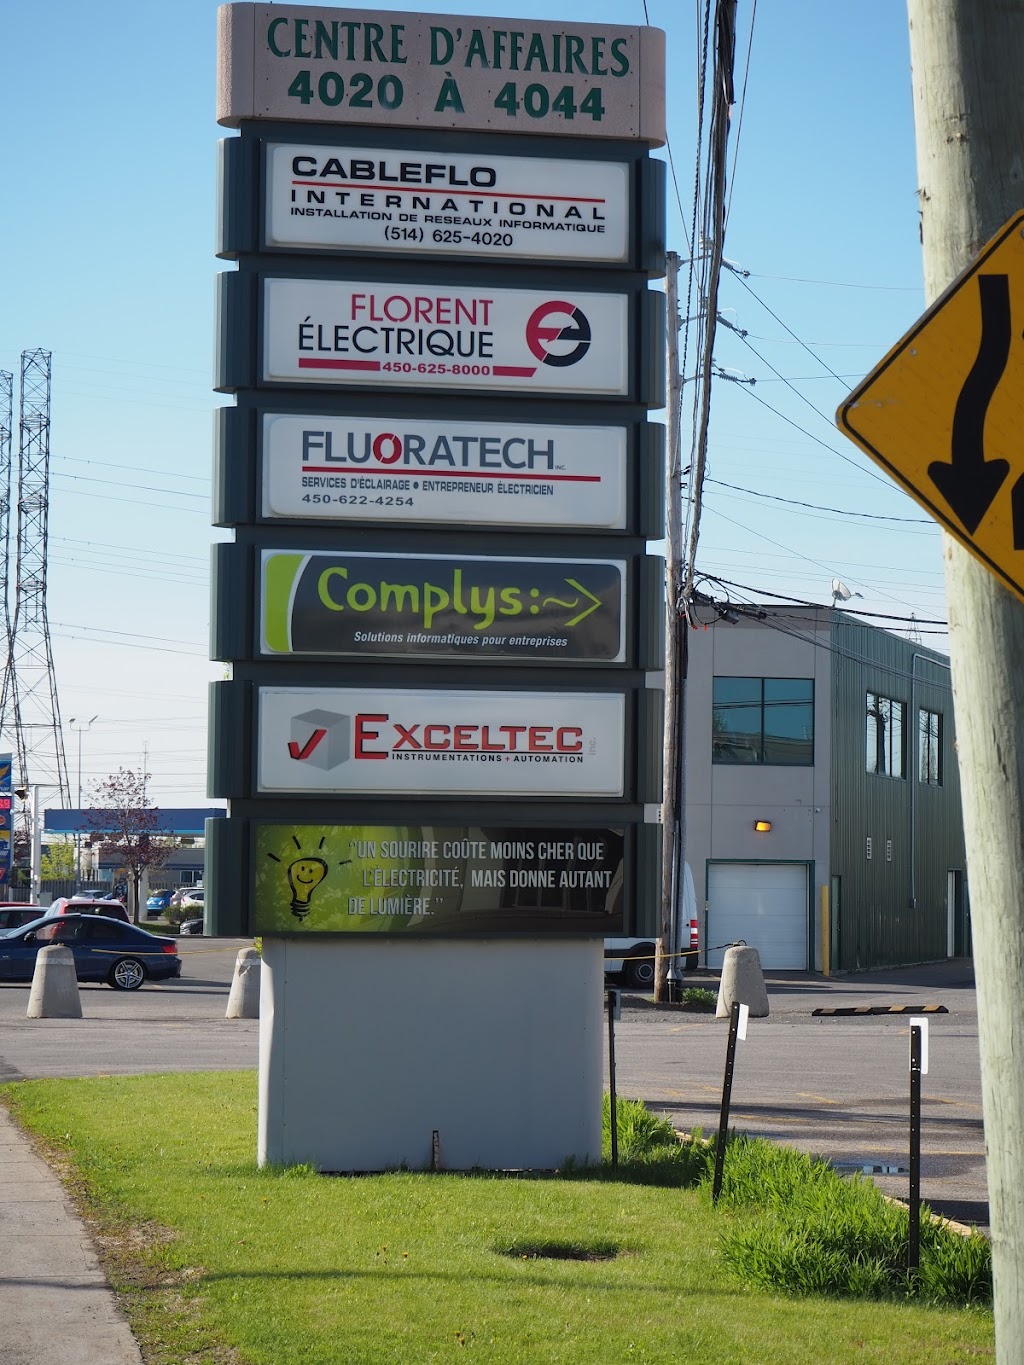 CENTRE D'AFFAIRES
4020 À 4044
CABLEFLO
INTERNATIONAL
INSTALLATION DE RESEAUX INFORMATIQUE
(514) 625-4020
FLORENT
ÉLECTRIQUE
450-625-8000
FLUORATECH INC.
SERVICES D'ÉCLAIRAGE • ENTREPRENEUR ÉLECTRICIEN
450-622-4254
Complys:~>
Solutions informatiques pour entreprises
EXCELTEC inc.
INSTRUMENTATIONS + AUTOMATION
"UN SOURIRE COÛTE MOINS CHER QUE
L'ÉLECTRICITÉ, MAIS DONNE AUTANT
DE LUMIÈRE."